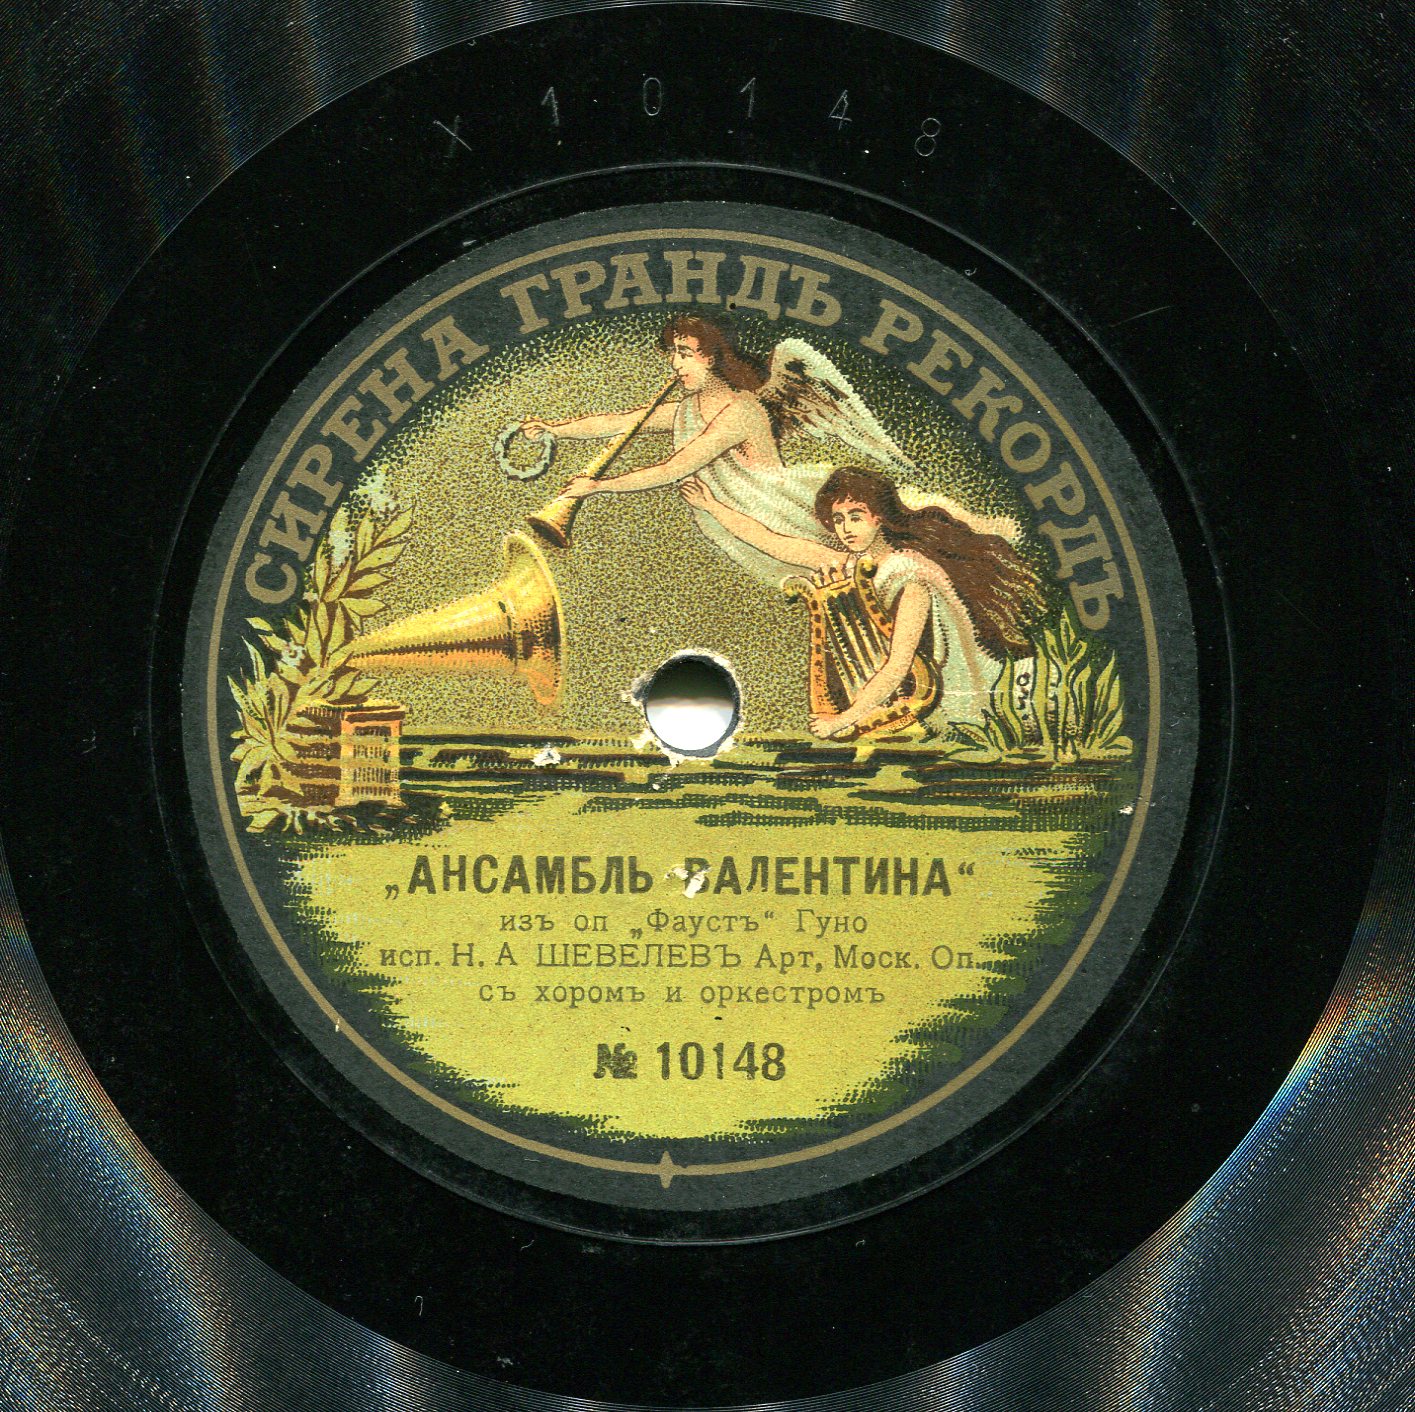 X 10148
СИРЕНА ГРАНДЪ РЕКОРДЪ
„АНСАМБЛЬ ВАЛЕНТИНА“
изъ оп „Фаустъ“ Гуно
исп. Н. А ШЕВЕЛЕВЪ Арт, Моск. Оп.
съ хоромъ и оркестромъ
№ 10148